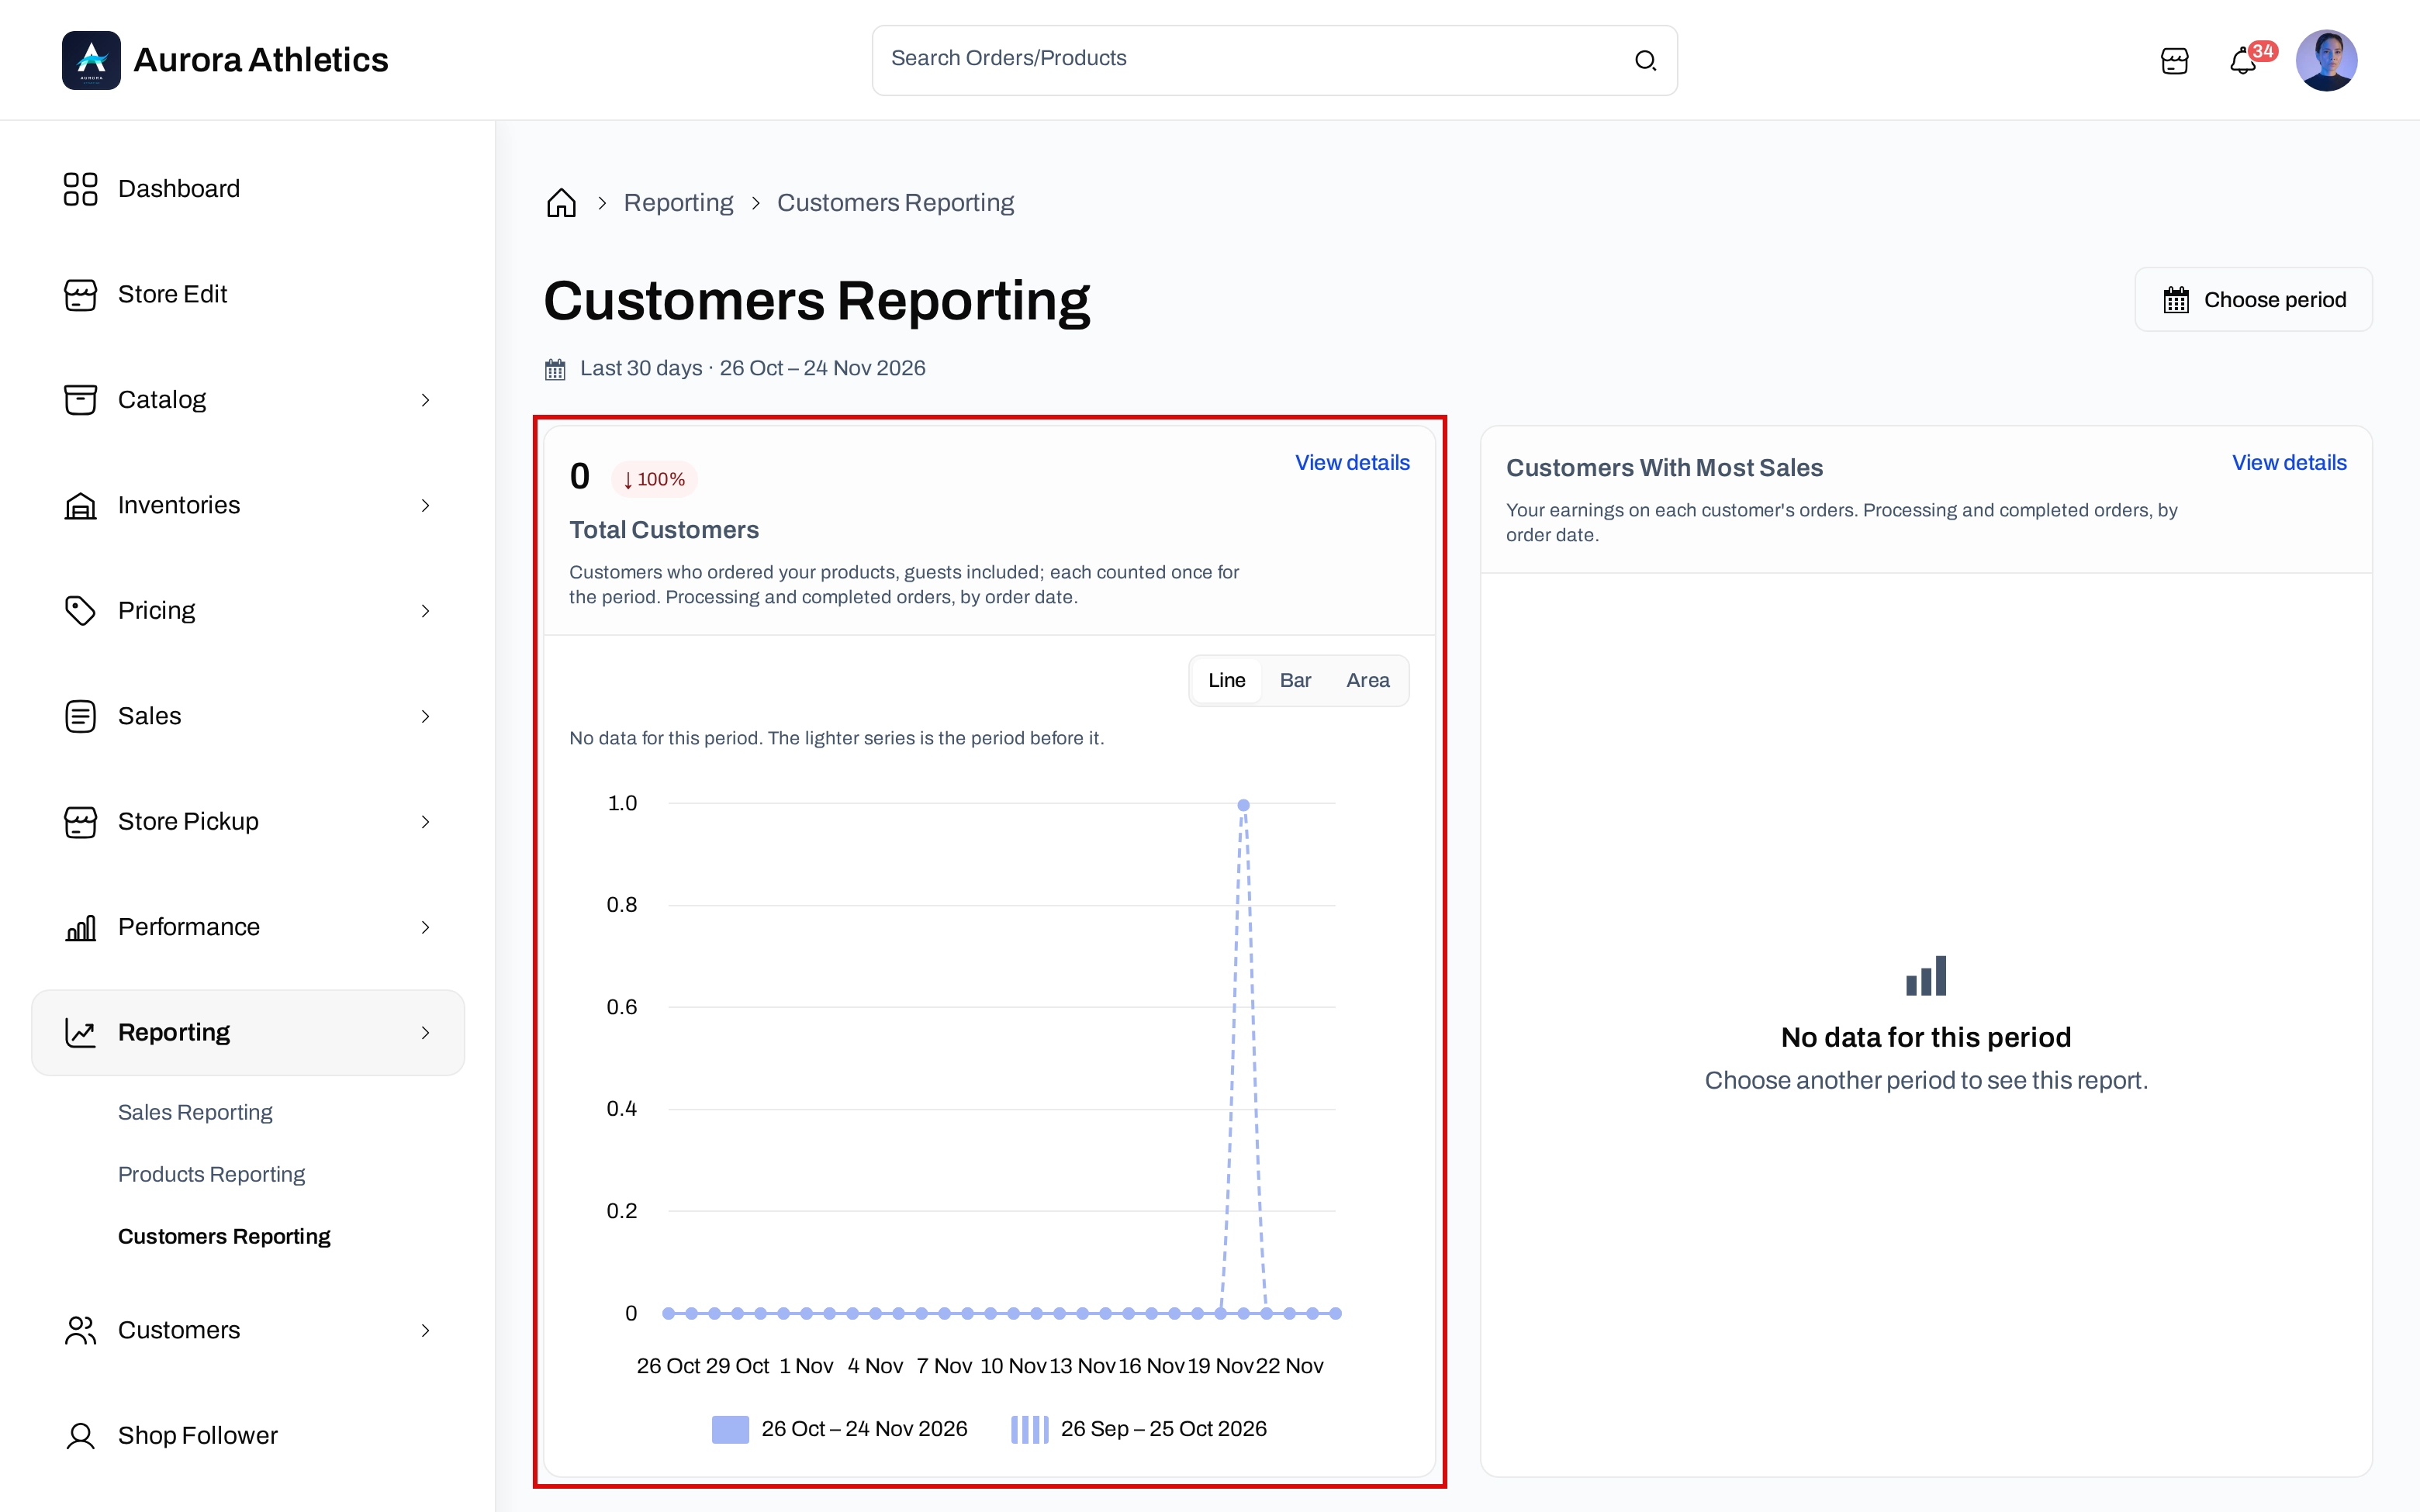 Aurora Athletics
AURORA
Search Orders/Products
34
Dashboard
Store Edit
Catalog
Inventories
Pricing
Sales
Store Pickup
Performance
Reporting
Sales Reporting
Products Reporting
Customers Reporting
Customers
Shop Follower
Reporting
Customers Reporting
Customers Reporting
Choose period
Last 30 days · 26 Oct – 24 Nov 2026
0
↓ 100%
View details
Total Customers
Customers who ordered your products, guests included; each counted once for
the period. Processing and completed orders, by order date.
Line Bar Area
No data for this period. The lighter series is the period before it.
1.0
0.8
0.6
0.4
0.2
0
26 Oct 29 Oct 1 Nov 4 Nov 7 Nov 10 Nov 13 Nov 16 Nov 19 Nov 22 Nov
26 Oct – 24 Nov 2026 26 Sep – 25 Oct 2026
Customers With Most Sales
View details
Your earnings on each customer's orders. Processing and completed orders, by
order date.
No data for this period
Choose another period to see this report.